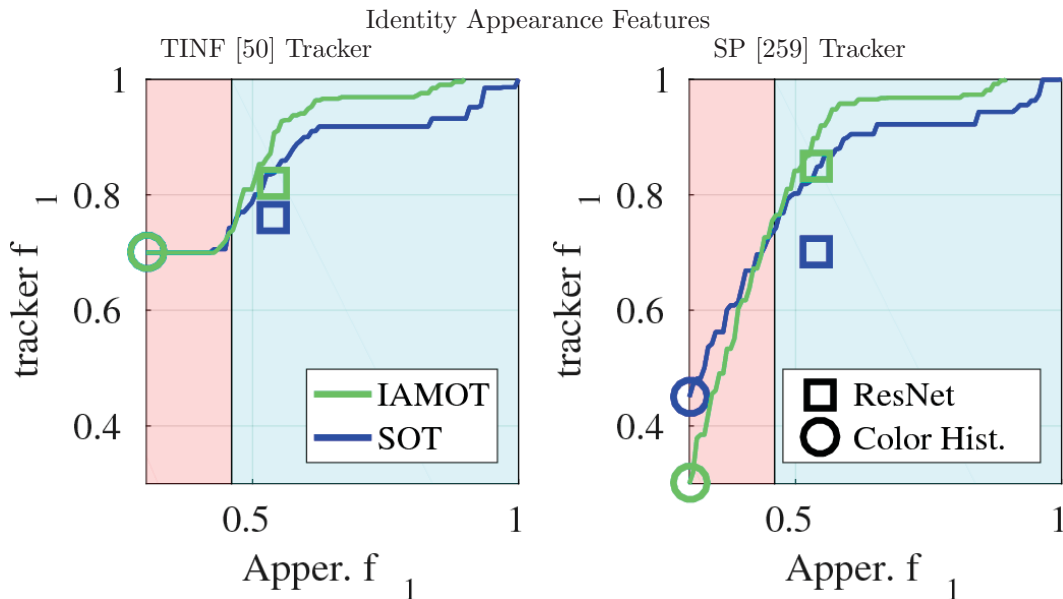 Identity Appearance Features
TINF [50] Tracker
SP [259] Tracker
1
0.8
0.6
0.4
tracker f 1
0.5
1
Apper. f 1
IAMOT
SOT
1
0.8
0.6
0.4
tracker f 1
0.5
1
Apper. f 1
ResNet
Color Hist.